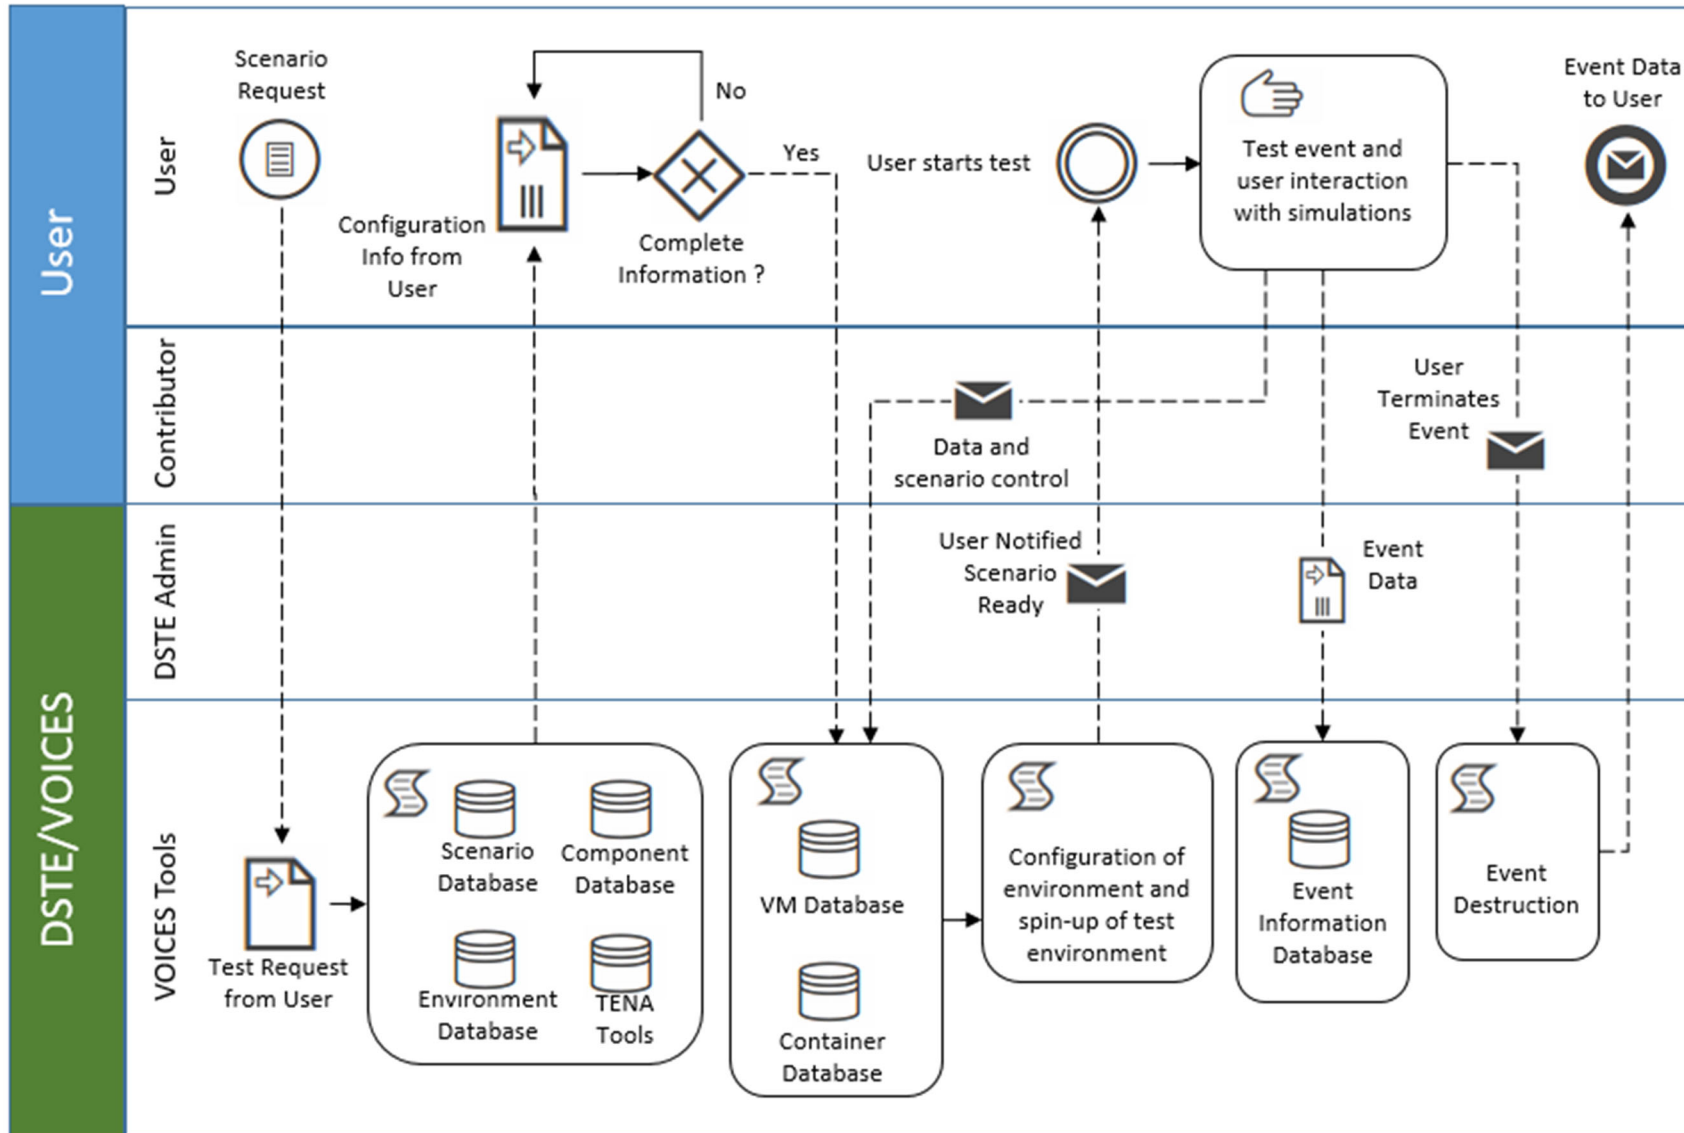 User
DSTE/VOICES
User
Contributor
DSTE Admin
VOICES Tools
Scenario
Request
Configuration
Info from
User
No
Complete
Information ?
Yes
User starts test
Test event and
user interaction
with simulations
Event Data
to User
Data and
scenario control
User
Terminates
Event
User Notified
Scenario
Ready
Event
Data
Test Request
from User
Scenario
Database
Component
Database
Environment
Database
TENA
Tools
VM Database
Container
Database
Configuration of
environment and
spin-up of test
environment
Event
Information
Database
Event
Destruction